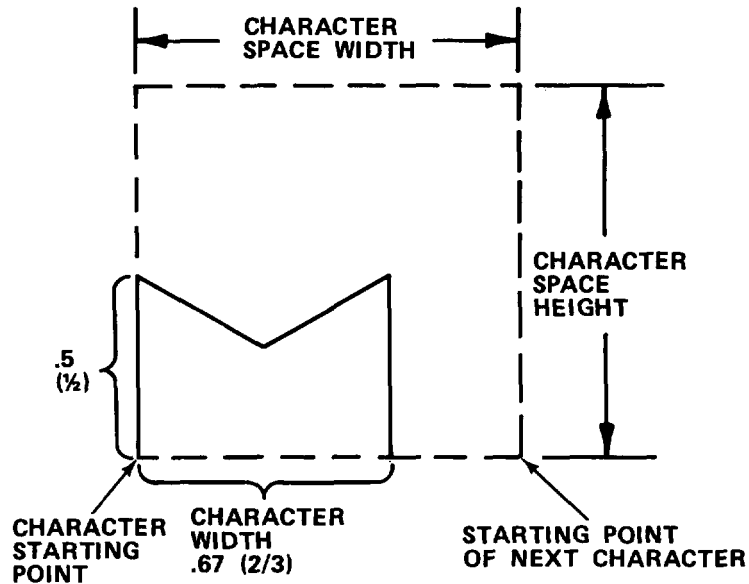 CHARACTER
SPACE WIDTH
CHARACTER
SPACE
HEIGHT
.5
(½)
CHARACTER
STARTING
POINT
CHARACTER
WIDTH
.67 (2/3)
STARTING POINT
OF NEXT CHARACTER